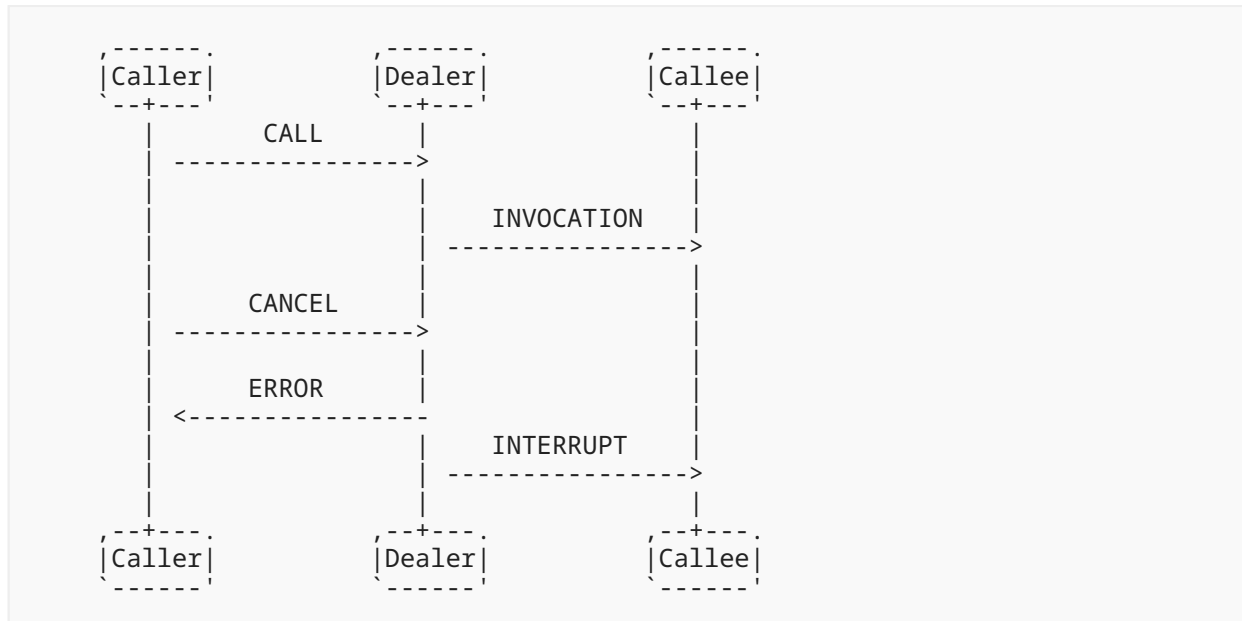 Caller Dealer Callee
CALL
INVOCATION
CANCEL
ERROR
INTERRUPT
Caller Dealer Callee